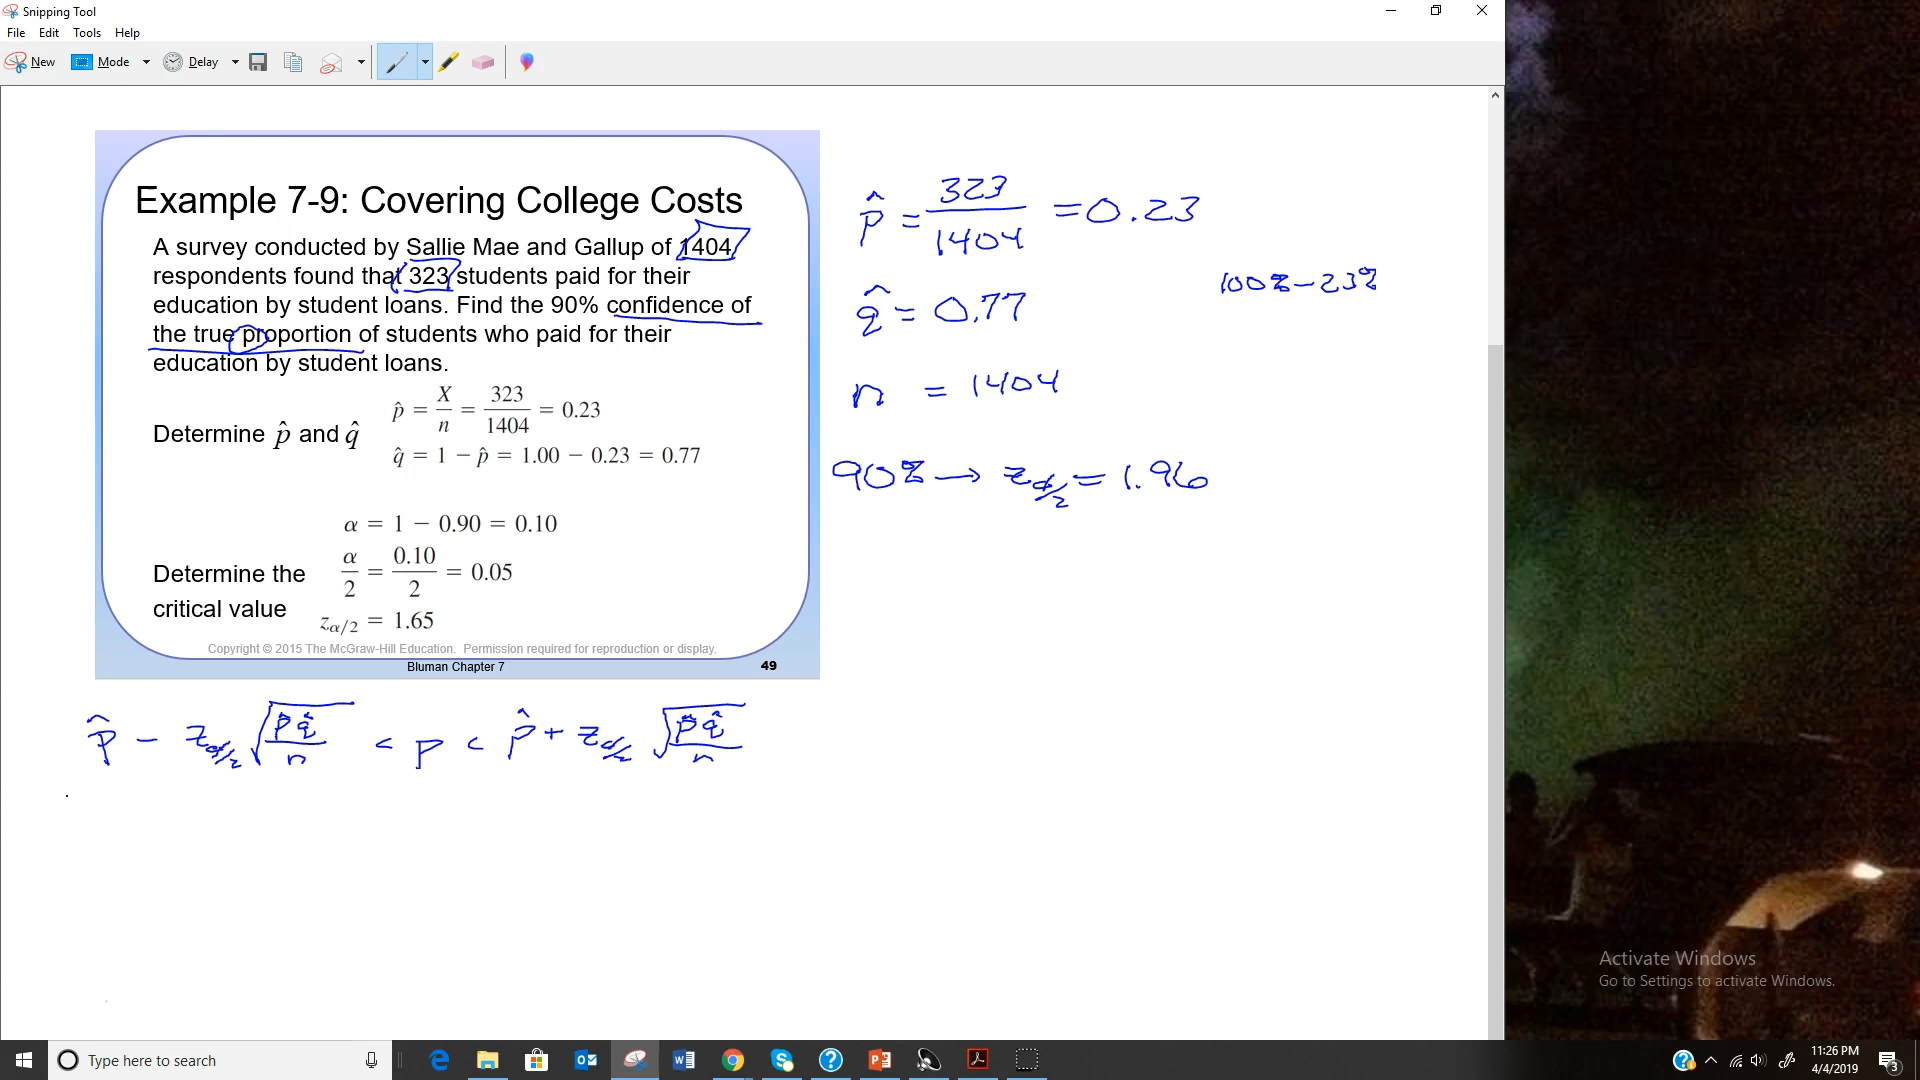 Snipping Tool
File Edit Tools Help
New Mode Delay
Example 7-9: Covering College Costs
A survey conducted by Sallie Mae and Gallup of 1404
respondents found that 323 students paid for their
education by student loans. Find the 90% confidence of
the true proportion of students who paid for their
education by student loans.
Determine p̂ and q̂
p̂ = X/n = 323/1404 = 0.23
q̂ = 1 − p̂ = 1.00 − 0.23 = 0.77
α = 1 − 0.90 = 0.10
Determine the
critical value
α/2 = 0.10/2 = 0.05
zα/2 = 1.65
Copyright © 2015 The McGraw-Hill Education. Permission required for reproduction or display.
Bluman Chapter 7
49
p̂ = 323/1404 = 0.23
100% − 23%
q̂ = 0.77
n = 1404
90% → zα/2 = 1.96
p̂ − zα/2 √(p̂q̂/n) < p < p̂ + zα/2 √(p̂q̂/n)
Activate Windows
Go to Settings to activate Windows.
Type here to search
11:26 PM
4/4/2019
3